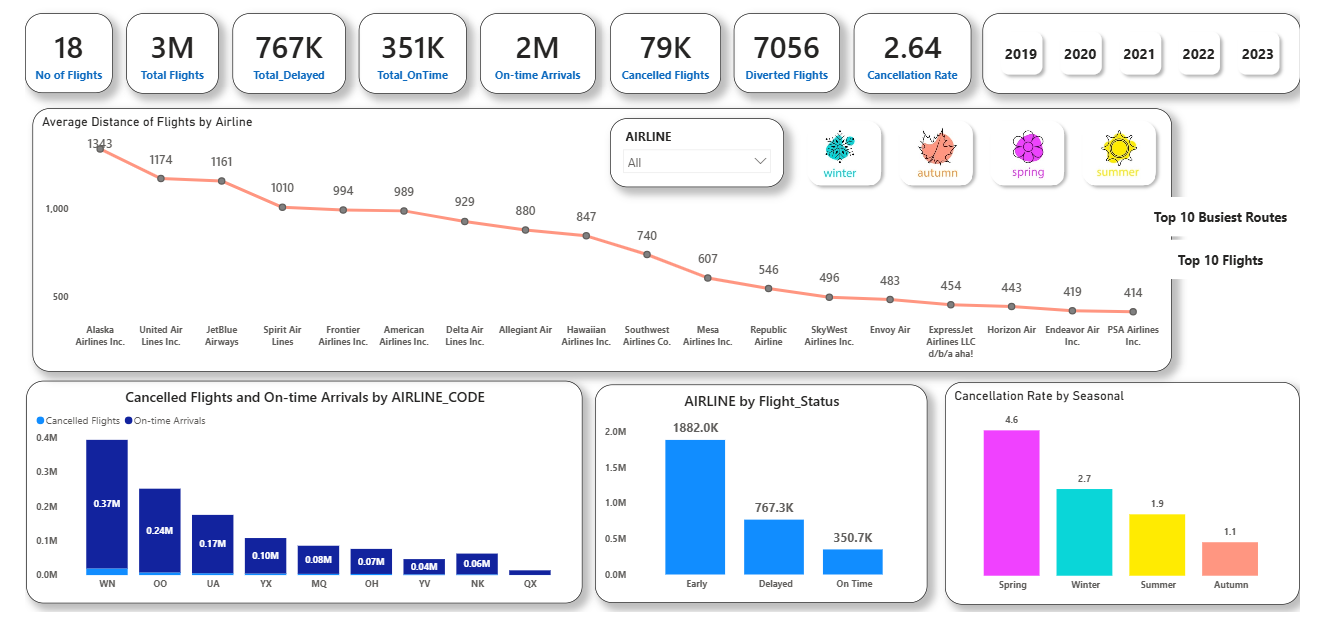 18
No of Flights
3M
Total Flights
767K
Total_Delayed
351K
Total_OnTime
2M
On-time Arrivals
79K
Cancelled Flights
7056
Diverted Flights
2.64
Cancellation Rate
2019
2020
2021
2022
2023
Average Distance of Flights by Airline
AIRLINE
All
winter
autumn
spring
summer
Top 10 Busiest Routes
Top 10 Flights
1,000
500
1343
1174
1161
1010
994
989
929
880
847
740
607
546
496
483
454
443
419
414
Alaska
Airlines Inc.
United Air
Lines Inc.
JetBlue
Airways
Spirit Air
Lines
Frontier
Airlines Inc.
American
Airlines Inc.
Delta Air
Lines Inc.
Allegiant Air
Hawaiian
Airlines Inc.
Southwest
Airlines Co.
Mesa
Airlines Inc.
Republic
Airline
SkyWest
Airlines Inc.
Envoy Air
ExpressJet
Airlines LLC
d/b/a aha!
Horizon Air
Endeavor Air
Inc.
PSA Airlines
Inc.
Cancelled Flights and On-time Arrivals by AIRLINE_CODE
Cancelled Flights
On-time Arrivals
0.4M
0.3M
0.2M
0.1M
0.0M
0.37M
0.24M
0.17M
0.10M
0.08M
0.07M
0.04M
0.06M
WN
OO
UA
YX
MQ
OH
YV
NK
QX
AIRLINE by Flight_Status
2.0M
1.5M
1.0M
0.5M
0.0M
1882.0K
767.3K
350.7K
Early
Delayed
On Time
Cancellation Rate by Seasonal
4.6
2.7
1.9
1.1
Spring
Winter
Summer
Autumn